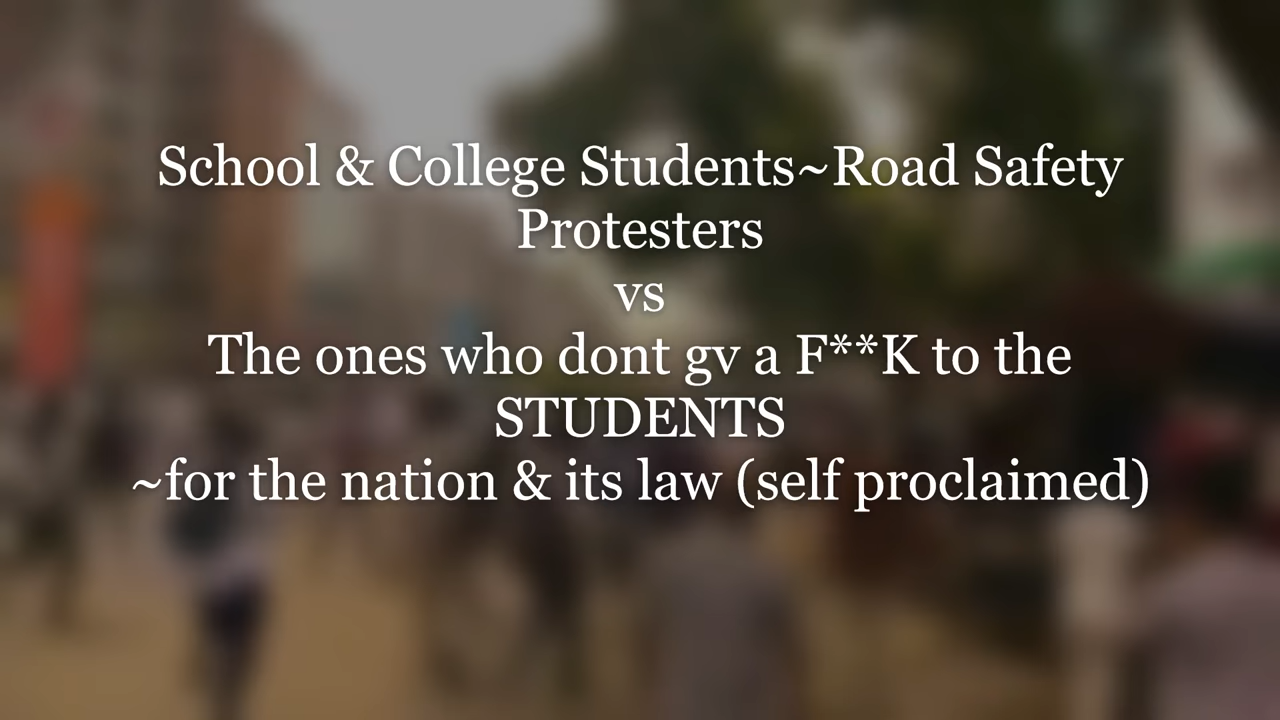 School & College Students~Road Safety
Protesters
vs
The ones who dont gv a F**K to the
STUDENTS
~for the nation & its law (self proclaimed)